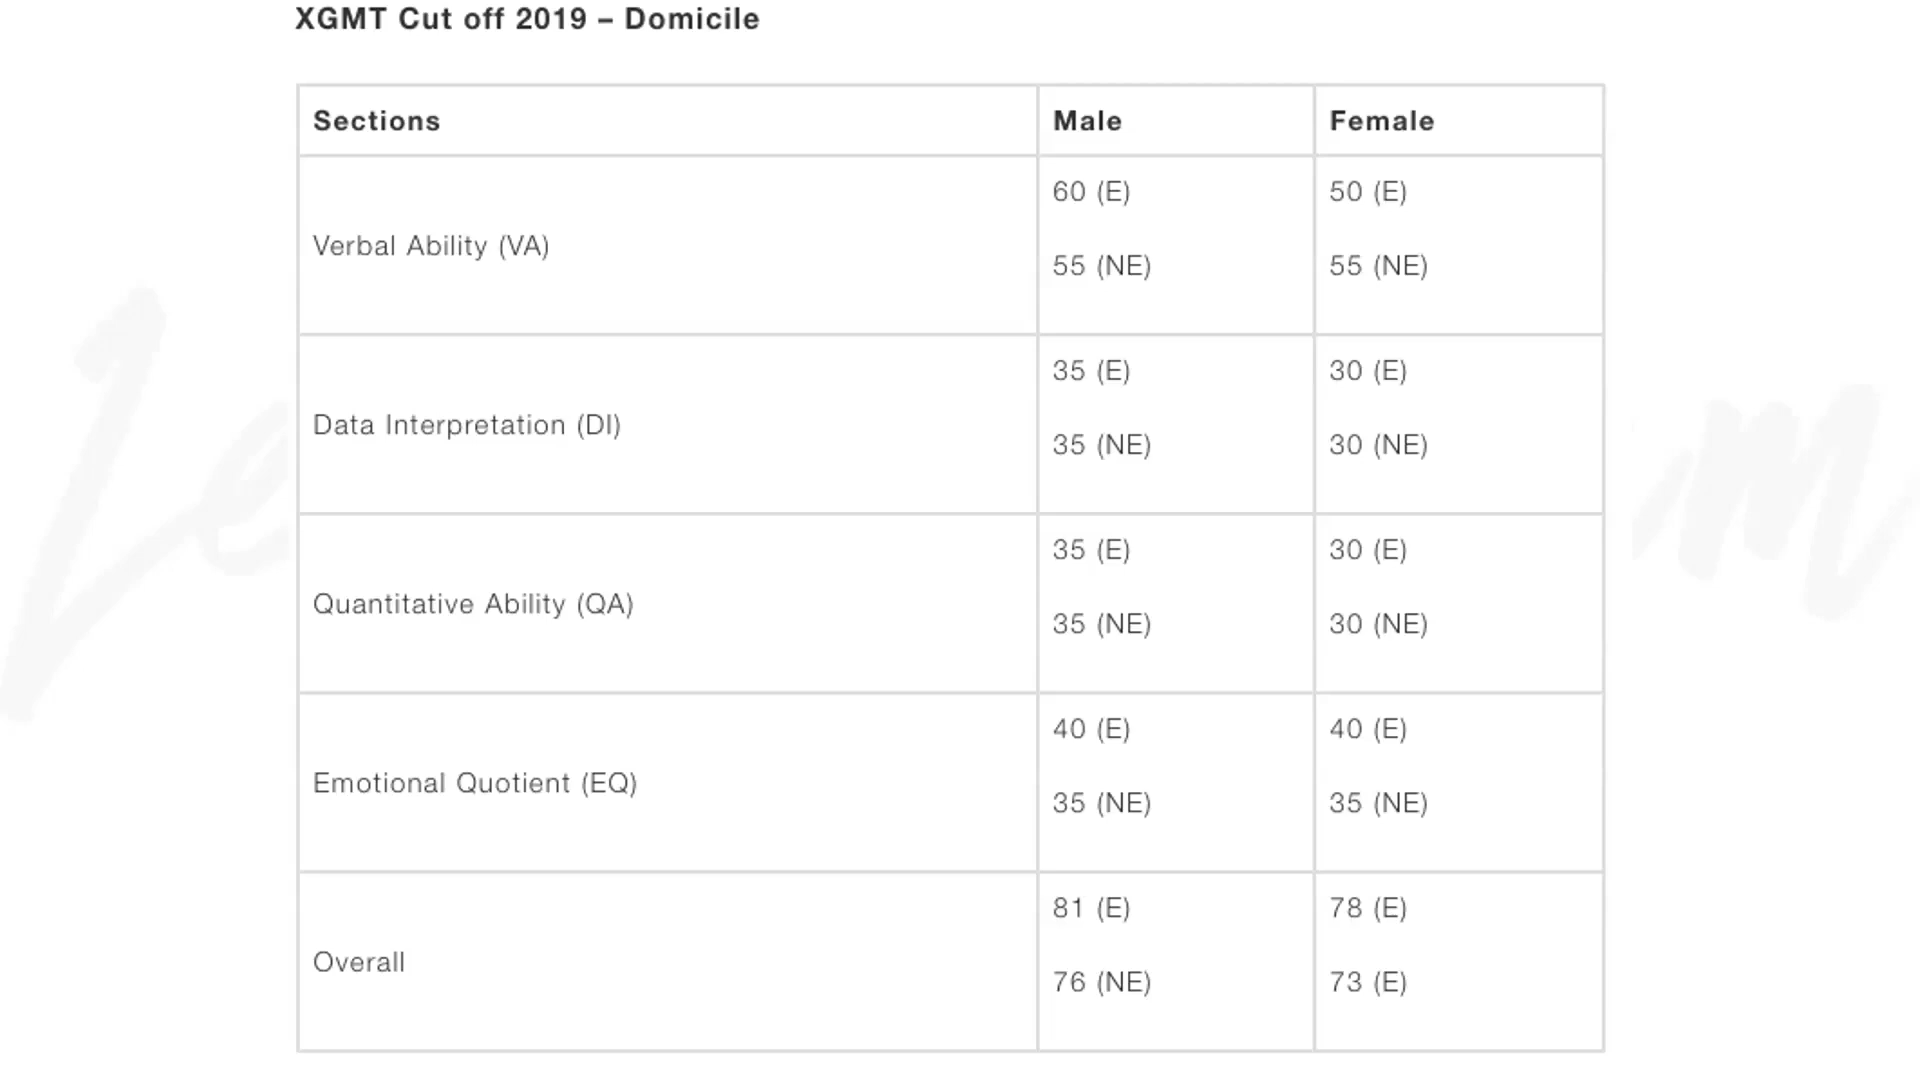 XGMT Cut off 2019 – Domicile
Sections Male Female
Verbal Ability (VA)
60 (E) 50 (E)
55 (NE) 55 (NE)
Data Interpretation (DI)
35 (E) 30 (E)
35 (NE) 30 (NE)
Quantitative Ability (QA)
35 (E) 30 (E)
35 (NE) 30 (NE)
Emotional Quotient (EQ)
40 (E) 40 (E)
35 (NE) 35 (NE)
Overall
81 (E) 78 (E)
76 (NE) 73 (E)